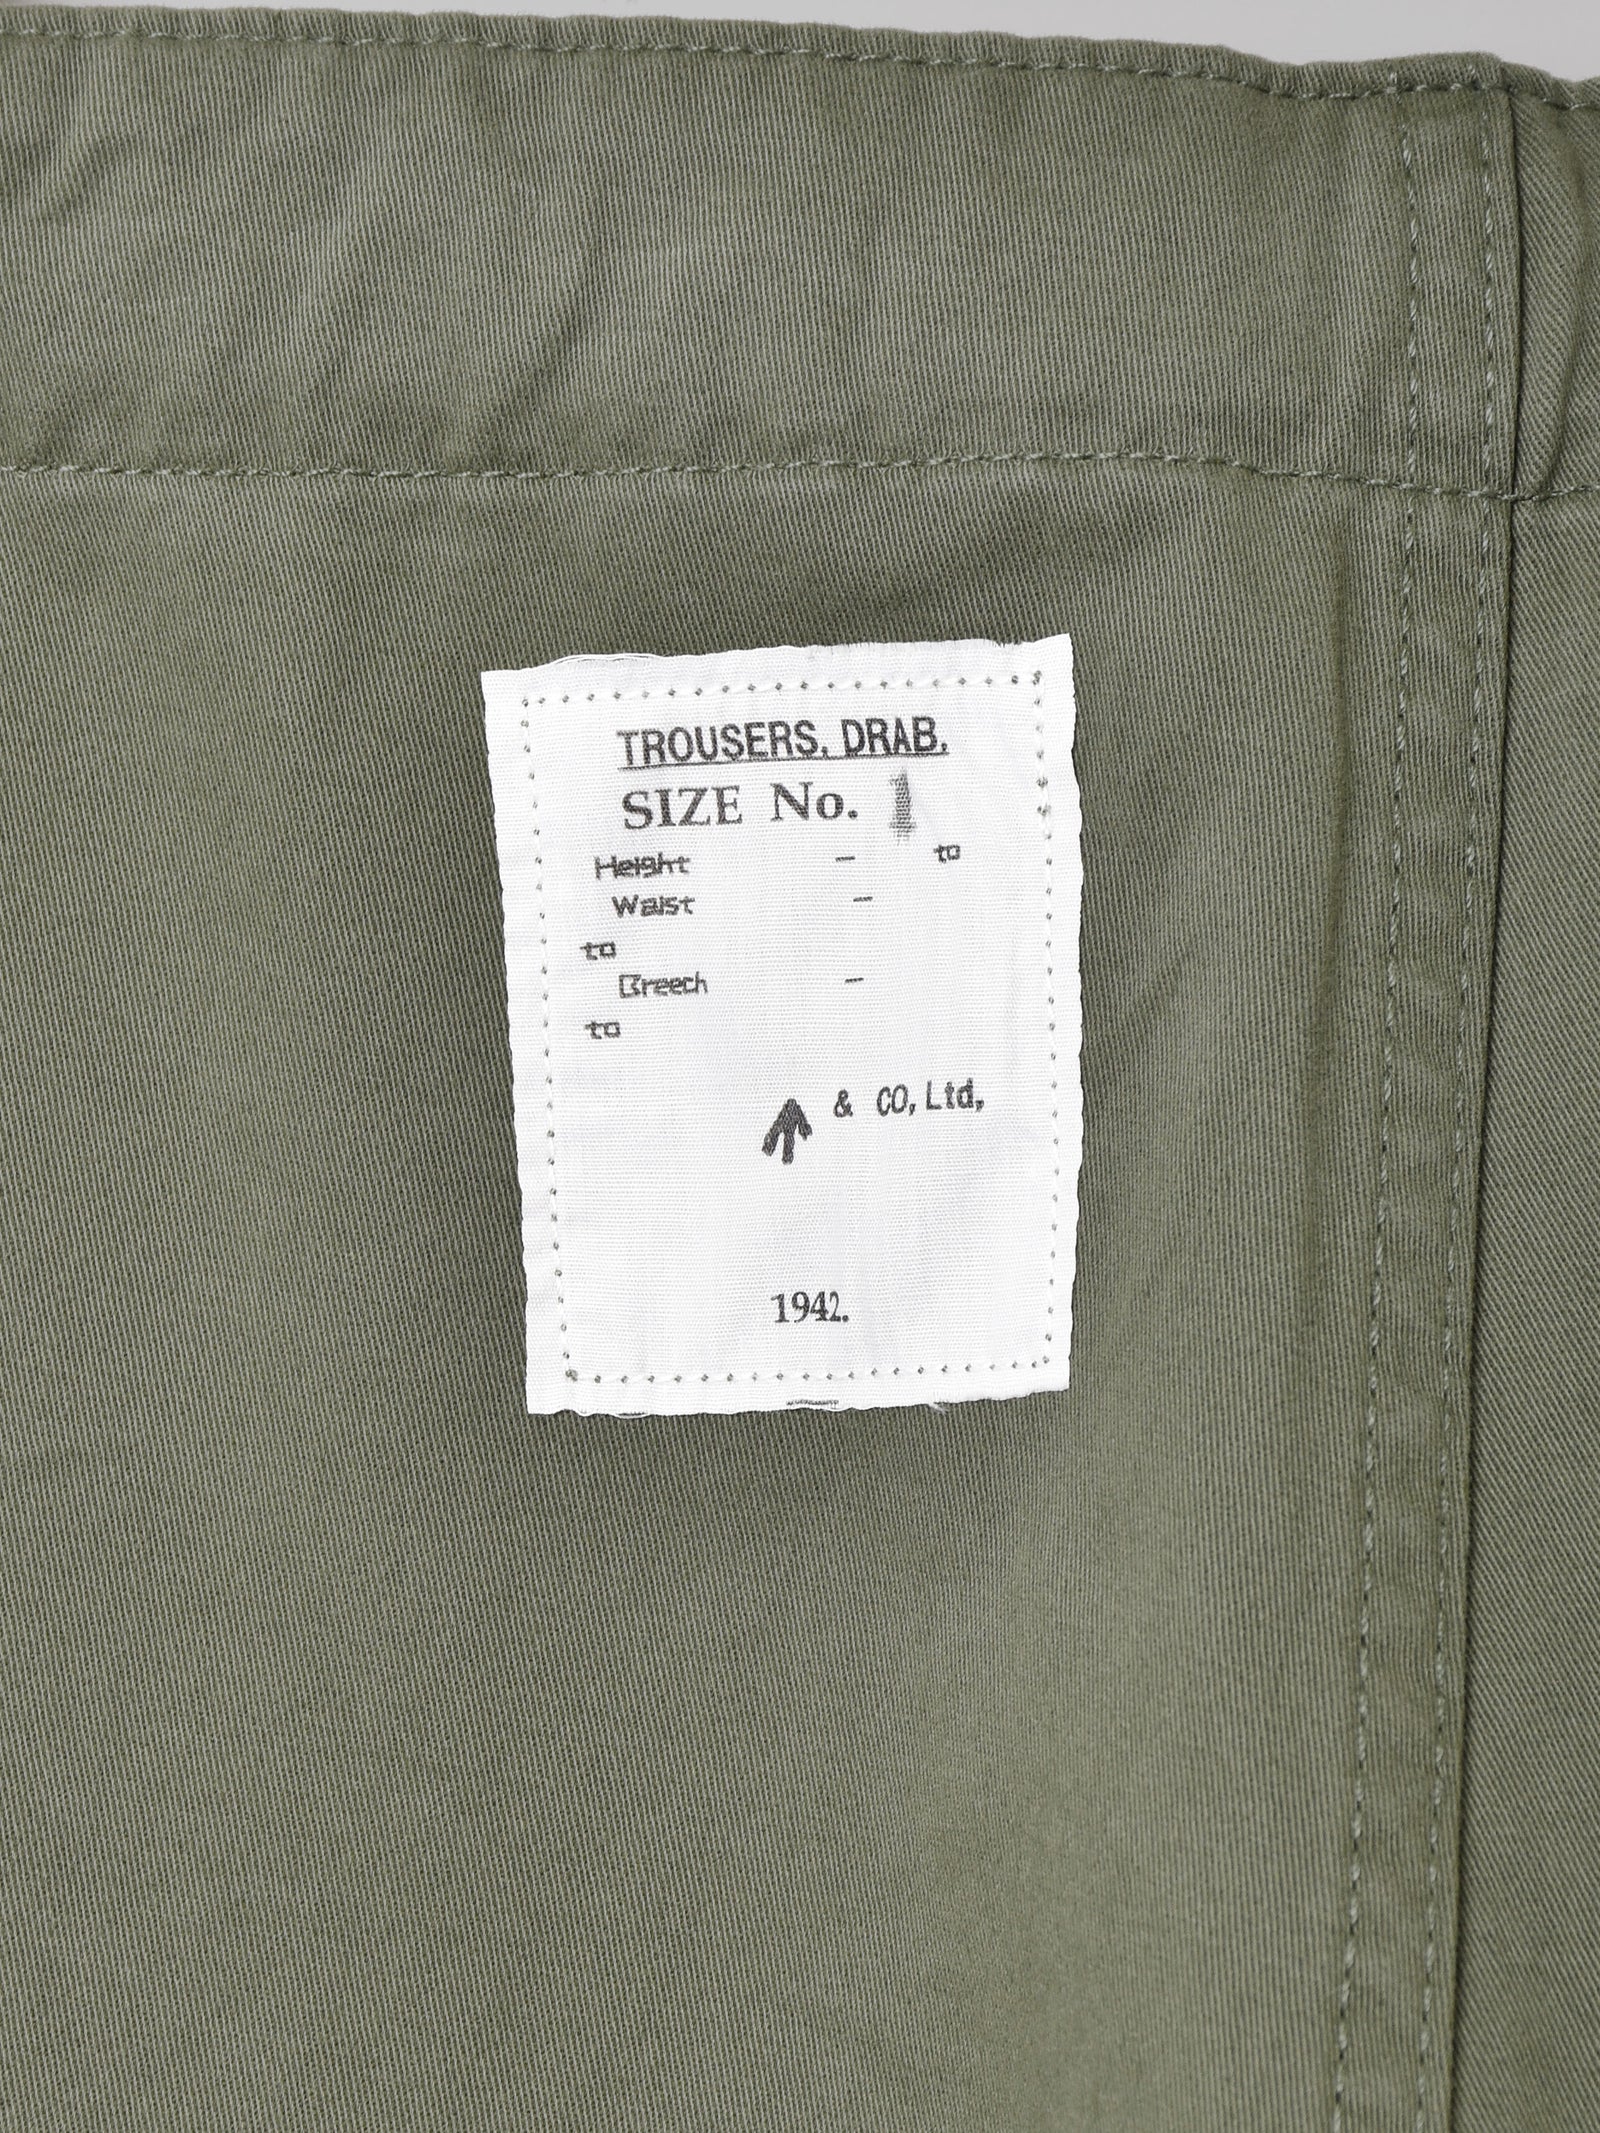 TROUSERS. DRAB.
SIZE No. 1
Height - to
Waist -
to
Breech -
to
& CO, Ltd,
1942.